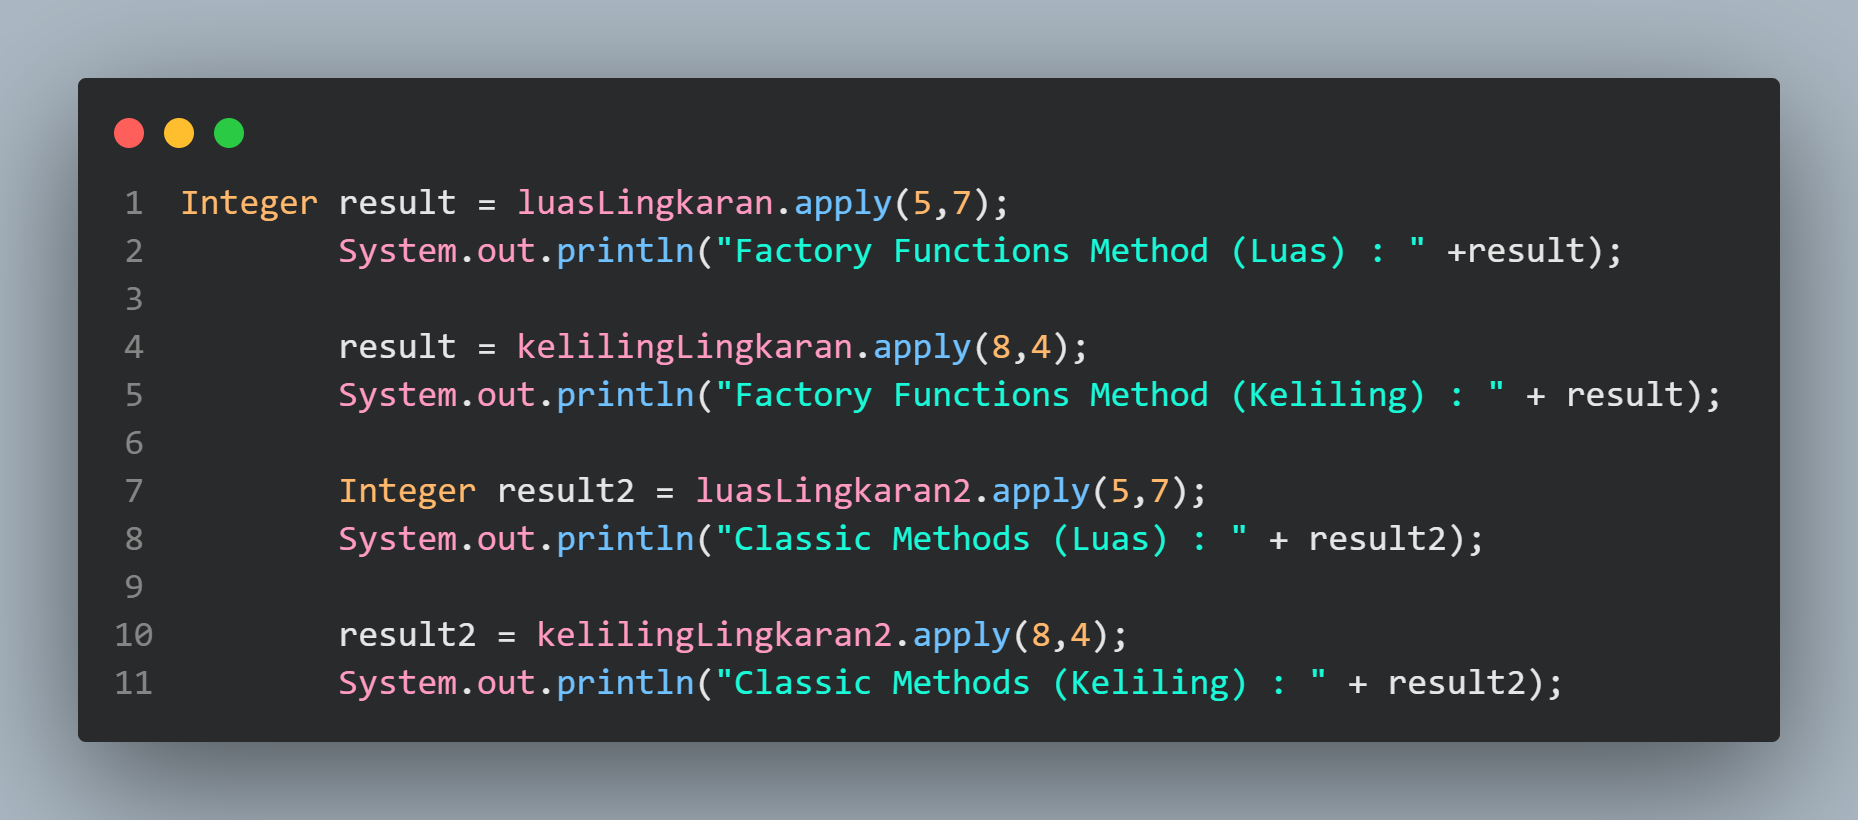 1 Integer result = luasLingkaran.apply(5,7);
2 System.out.println("Factory Functions Method (Luas) : " +result);
3
4 result = kelilingLingkaran.apply(8,4);
5 System.out.println("Factory Functions Method (Keliling) : " + result);
6
7 Integer result2 = luasLingkaran2.apply(5,7);
8 System.out.println("Classic Methods (Luas) : " + result2);
9
10 result2 = kelilingLingkaran2.apply(8,4);
11 System.out.println("Classic Methods (Keliling) : " + result2);